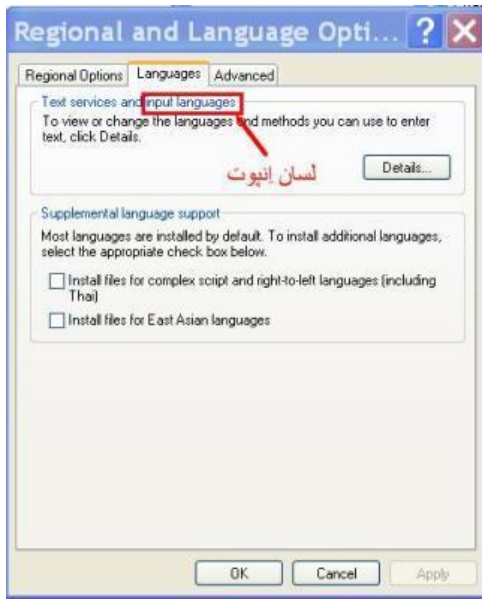 Regional and Language Opti...
Regional Options Languages Advanced
Text services and input languages
To view or change the languages and methods you can use to enter
text, click Details.
لسان اِنپوت
Details...
Supplemental language support
Most languages are installed by default. To install additional languages,
select the appropriate check box below.
Install files for complex script and right-to-left languages (including
Thai)
Install files for East Asian languages
OK Cancel Apply